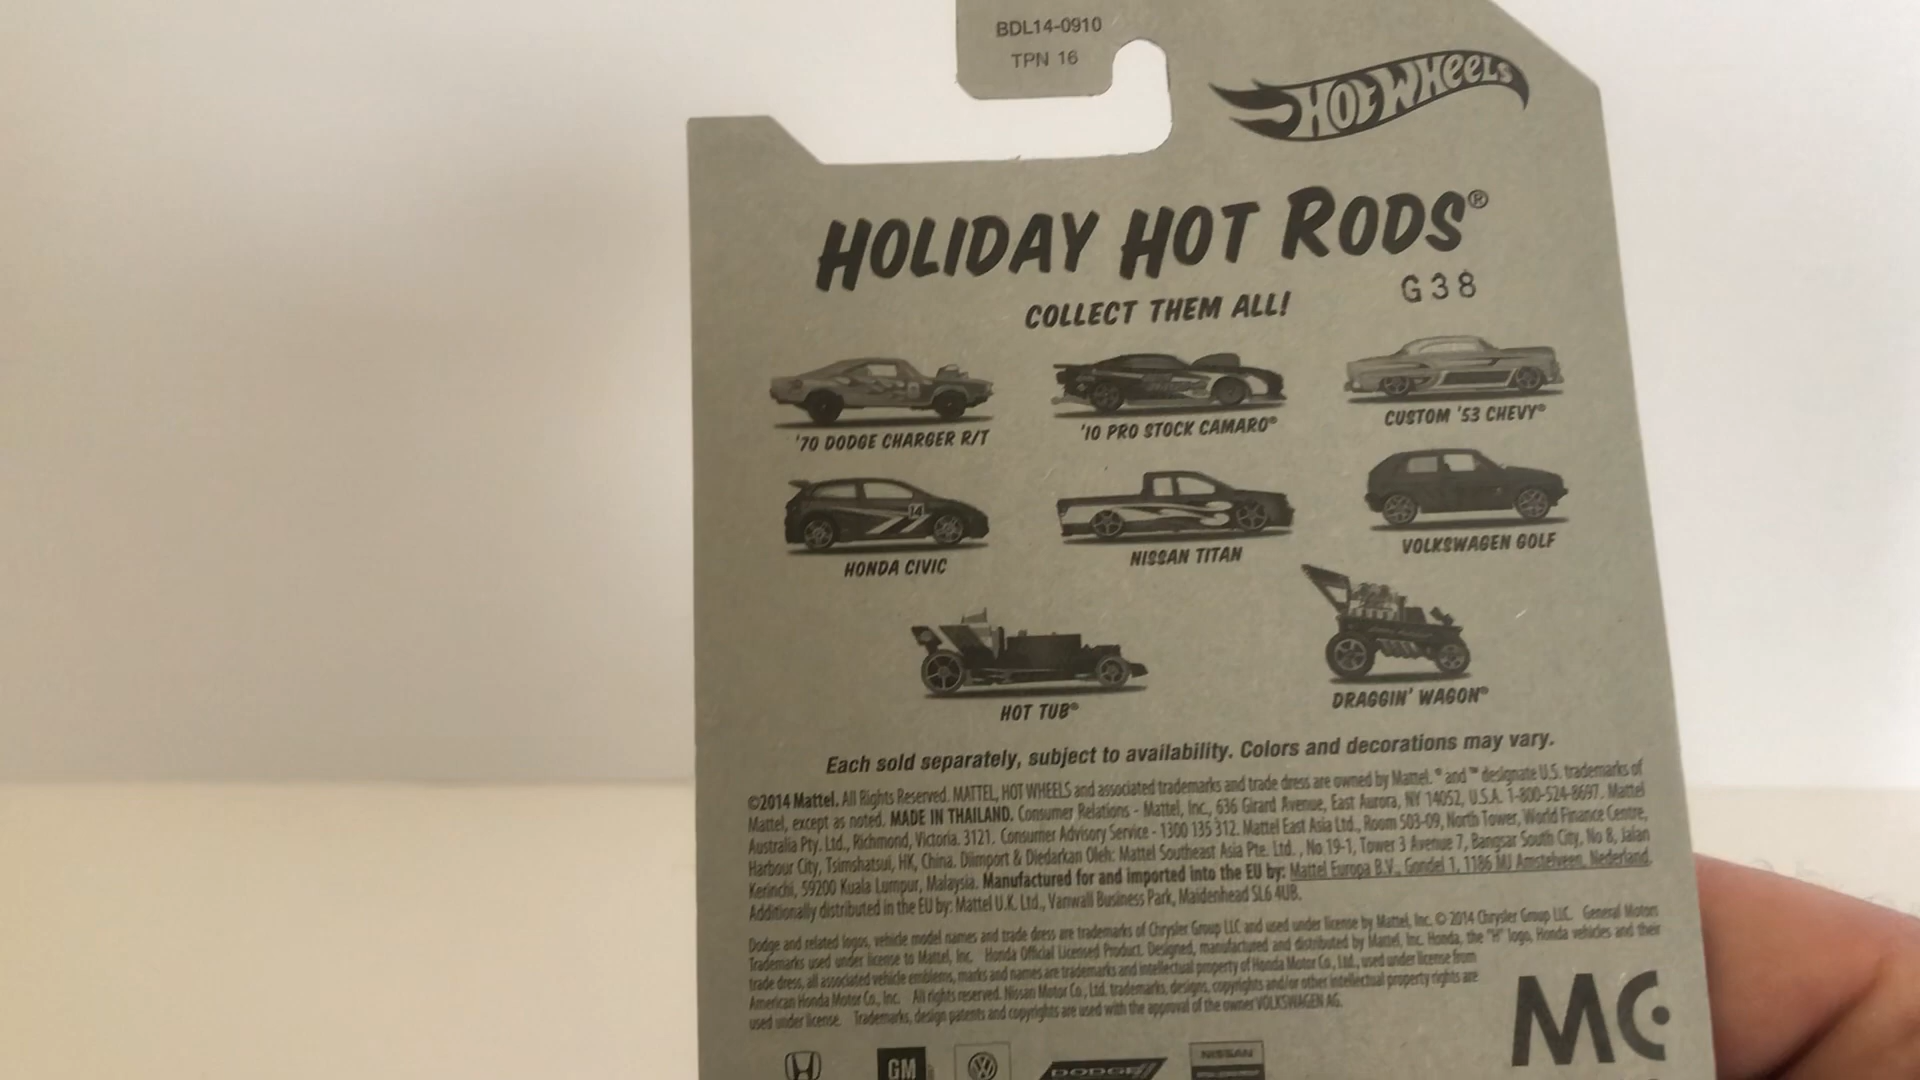 BDL14-0910
TPN 16
HOT WHEELS
HOLIDAY HOT RODS®
G38
COLLECT THEM ALL!
'70 DODGE CHARGER R/T
'10 PRO STOCK CAMARO®
CUSTOM '53 CHEVY®
14
HONDA CIVIC
NISSAN TITAN
VOLKSWAGEN GOLF
HOT TUB®
DRAGGIN' WAGON®
Each sold separately, subject to availability. Colors and decorations may vary.
©2014 Mattel. All Rights Reserved. MATTEL, HOT WHEELS and associated trademarks and trade dress are owned by Mattel. ® and ™ designate U.S. trademarks of
Mattel, except as noted. MADE IN THAILAND. Consumer Relations - Mattel, Inc., 636 Girard Avenue, East Aurora, NY 14052, U.S.A. 1-800-524-8697. Mattel
Australia Pty. Ltd., Richmond, Victoria. 3121. Consumer Advisory Service - 1300 135 312. Mattel East Asia Ltd., Room 503-09, North Tower, World Finance Centre,
Harbour City, Tsimshatsui, HK, China. Diimport & Diedarkan Oleh: Mattel Southeast Asia Pte. Ltd., No 19-1, Tower 3 Avenue 7, Bangsar South City, No 8, Jalan
Kerinchi, 59200 Kuala Lumpur, Malaysia. Manufactured for and imported into the EU by: Mattel Europa B.V., Gondel 1, 1186 MJ Amstelveen, Nederland.
Additionally distributed in the EU by: Mattel U.K. Ltd., Vanwall Business Park, Maidenhead SL6 4UB.
Dodge and related logos, vehicle model names and trade dress are trademarks of Chrysler Group LLC and used under license by Mattel, Inc. © 2014 Chrysler Group LLC. General Motors
Trademarks used under license to Mattel, Inc. Honda Official Licensed Product. Designed, manufactured and distributed by Mattel, Inc. Honda, the "H" logo, Honda vehicles and their
trade dress, all associated vehicle emblems, marks and names are trademarks and intellectual property of Honda Motor Co., Ltd., used under license from
American Honda Motor Co., Inc. All rights reserved. Nissan Motor Co., Ltd. trademarks, designs, copyrights and/or other intellectual property rights are
used under license. Trademarks, design patents and copyrights are used with the approval of the owner VOLKSWAGEN AG.
GM
DODGE
NISSAN
MC